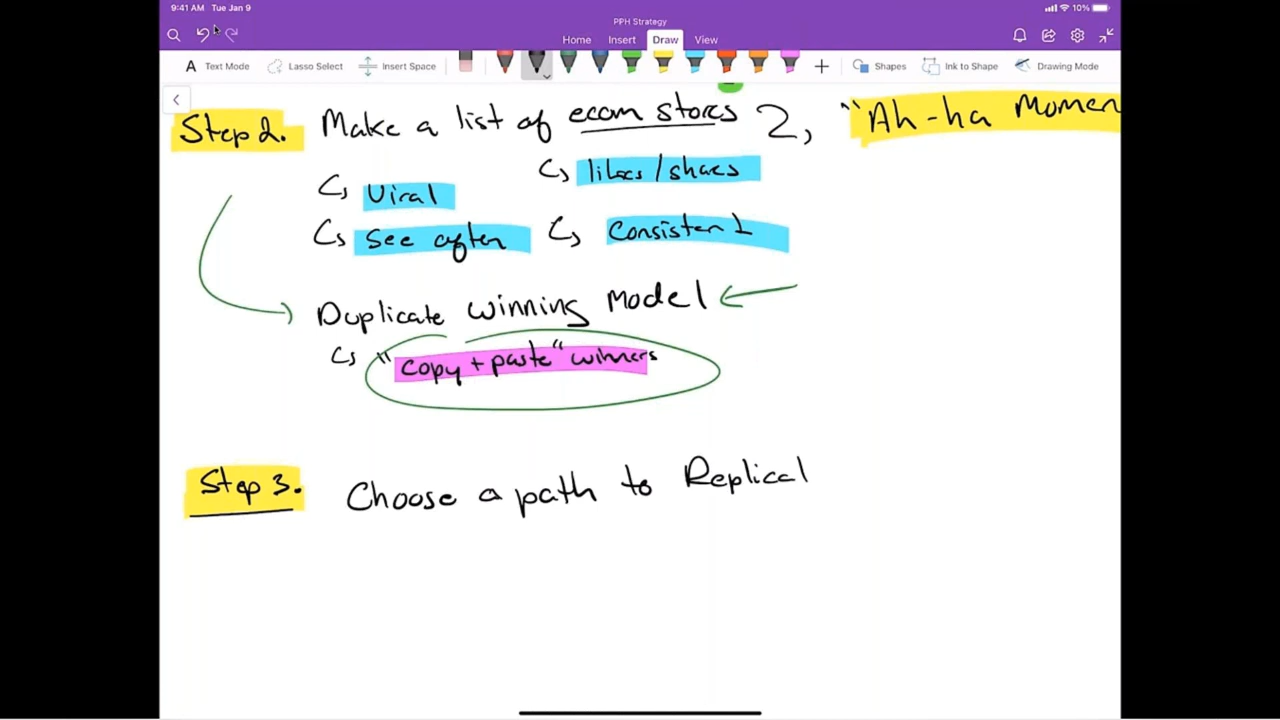 9:41 AM Tue Jan 9
10%
PPH Strategy
Home Insert Draw View
Text Mode Lasso Select Insert Space Shapes Ink to Shape Drawing Mode
Step 2. Make a list of ecom stores 2, "Ah-ha Momen
Viral likes/shares
See often Consistent
Duplicate winning Model
"copy + paste" winners
Step 3. Choose a path to Replicat